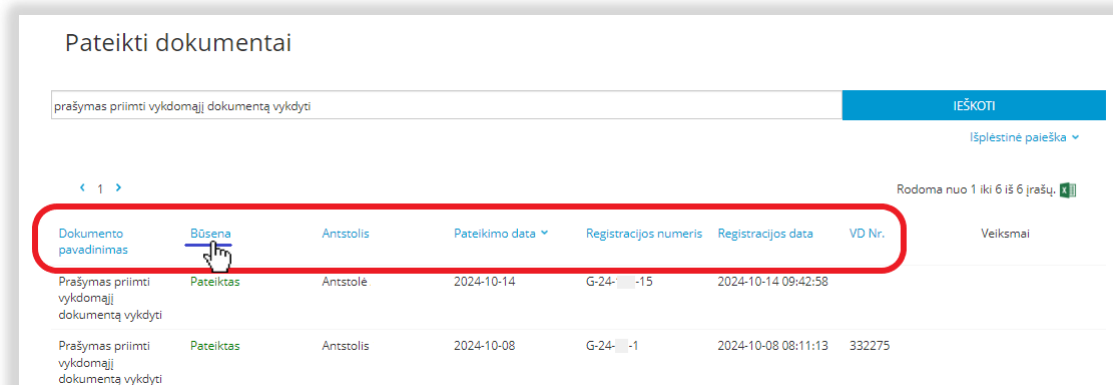 Pateikti dokumentai
prašymas priimti vykdomąjį dokumentą vykdyti IEŠKOTI
Išplėstinė paieška
1 Rodoma nuo 1 iki 6 iš 6 įrašų.
Dokumento pavadinimas Būsena Antstolis Pateikimo data Registracijos numeris Registracijos data VD Nr. Veiksmai
Prašymas priimti Pateiktas Antstolė 2024-10-14 G-24- -15 2024-10-14 09:42:58
vykdomąjį
dokumentą vykdyti
Prašymas priimti Pateiktas Antstolis 2024-10-08 G-24- -1 2024-10-08 08:11:13 332275
vykdomąjį
dokumentą vykdyti